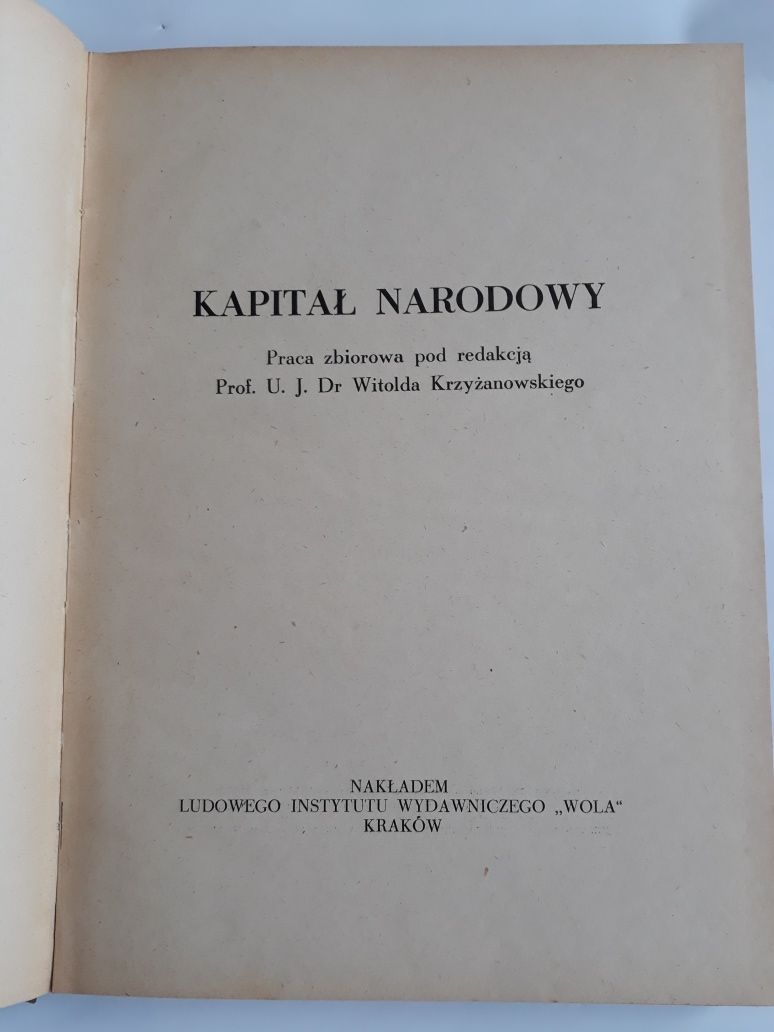 KAPITAŁ NARODOWY
Praca zbiorowa pod redakcją
Prof. U. J. Dr Witolda Krzyżanowskiego
NAKŁADEM
LUDOWEGO INSTYTUTU WYDAWNICZEGO „WOLA"
KRAKÓW